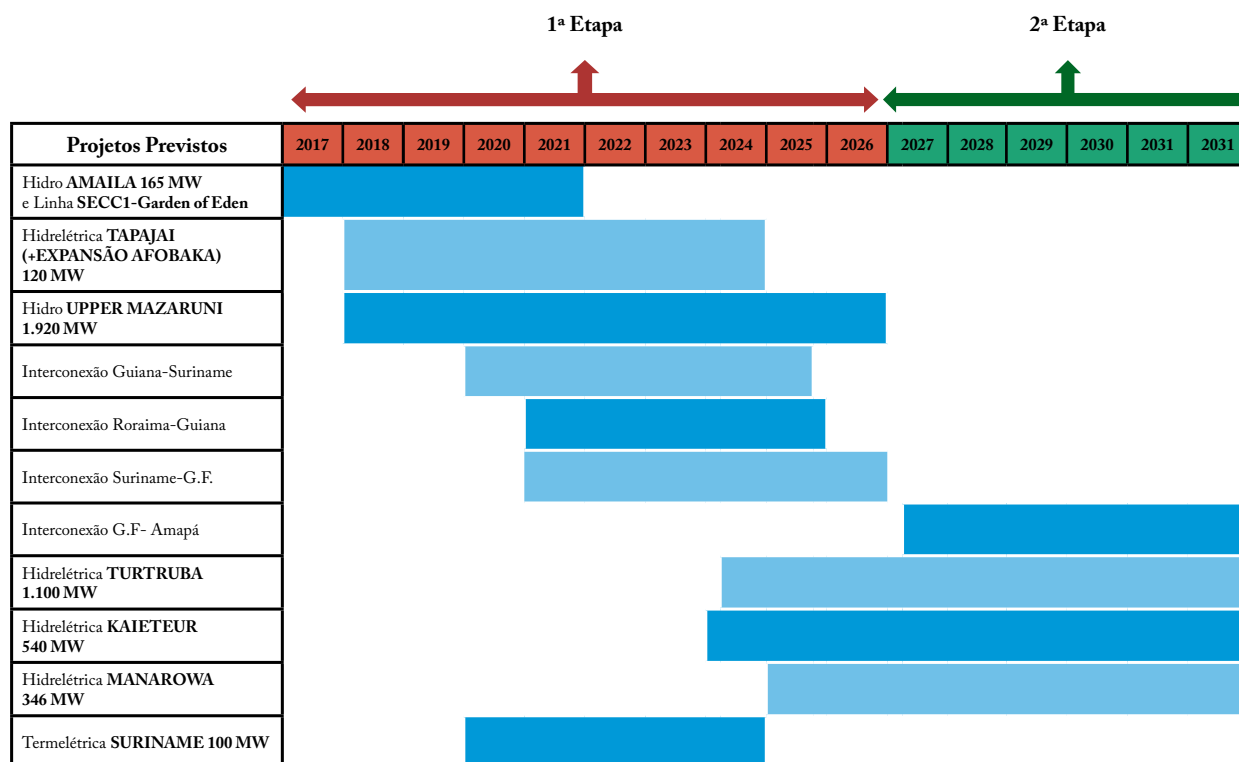 1ª Etapa 2ª Etapa
Projetos Previstos 2017 2018 2019 2020 2021 2022 2023 2024 2025 2026 2027 2028 2029 2030 2031 2031
Hidro AMAILA 165 MW
e Linha SECC1-Garden of Eden
Hidrelétrica TAPAJAI
(+EXPANSÃO AFOBAKA)
120 MW
Hidro UPPER MAZARUNI
1.920 MW
Interconexão Guiana-Suriname
Interconexão Roraima-Guiana
Interconexão Suriname-G.F.
Interconexão G.F- Amapá
Hidrelétrica TURTRUBA
1.100 MW
Hidrelétrica KAIETEUR
540 MW
Hidrelétrica MANAROWA
346 MW
Termelétrica SURINAME 100 MW